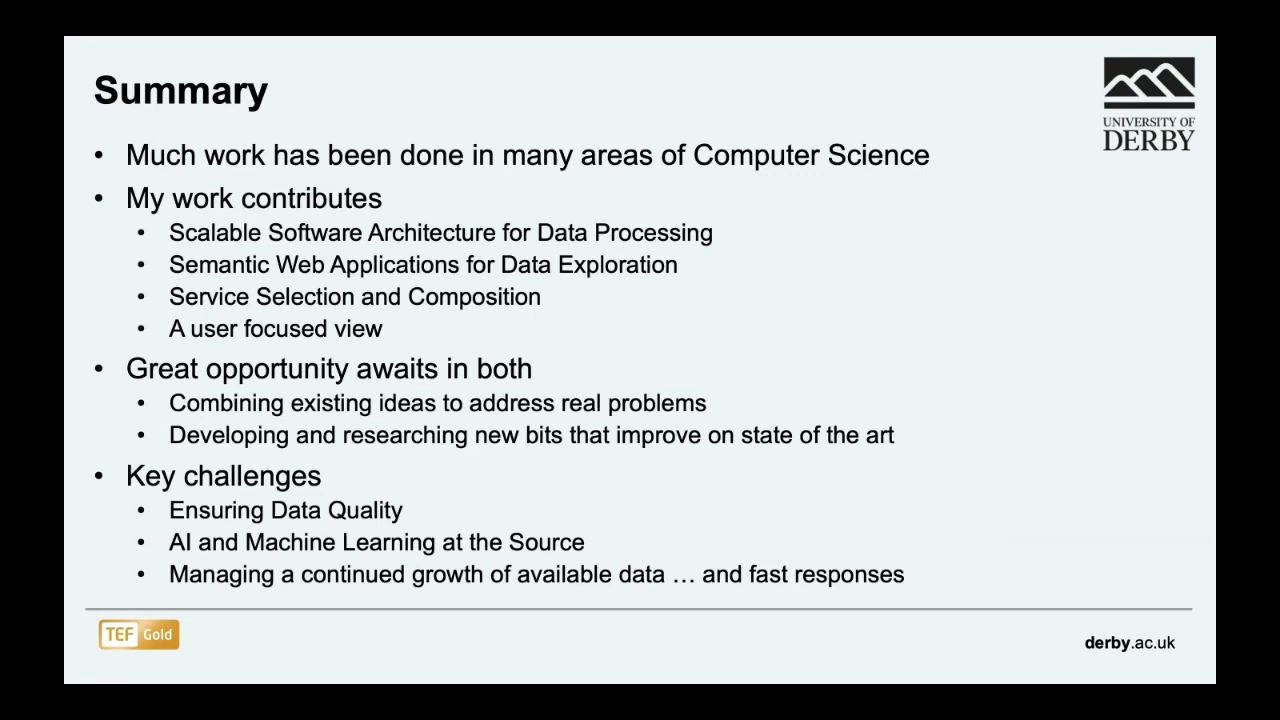 Summary
UNIVERSITY OF
DERBY
• Much work has been done in many areas of Computer Science
• My work contributes
• Scalable Software Architecture for Data Processing
• Semantic Web Applications for Data Exploration
• Service Selection and Composition
• A user focused view
• Great opportunity awaits in both
• Combining existing ideas to address real problems
• Developing and researching new bits that improve on state of the art
• Key challenges
• Ensuring Data Quality
• AI and Machine Learning at the Source
• Managing a continued growth of available data … and fast responses
TEF Gold
derby.ac.uk